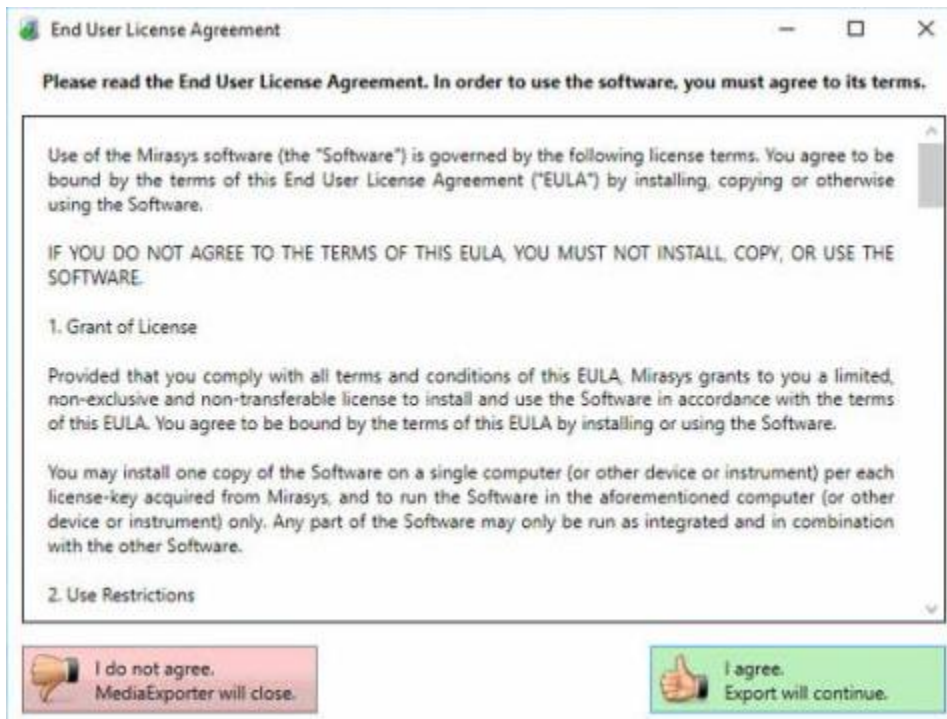 End User License Agreement
Please read the End User License Agreement. In order to use the software, you must agree to its terms.
Use of the Mirasys software (the "Software") is governed by the following license terms. You agree to be
bound by the terms of this End User License Agreement ("EULA") by installing, copying or otherwise
using the Software.
IF YOU DO NOT AGREE TO THE TERMS OF THIS EULA, YOU MUST NOT INSTALL, COPY, OR USE THE
SOFTWARE.
1. Grant of License
Provided that you comply with all terms and conditions of this EULA, Mirasys grants to you a limited,
non-exclusive and non-transferable license to install and use the Software in accordance with the terms
of this EULA. You agree to be bound by the terms of this EULA by installing or using the Software.
You may install one copy of the Software on a single computer (or other device or instrument) per each
license-key acquired from Mirasys, and to run the Software in the aforementioned computer (or other
device or instrument) only. Any part of the Software may only be run as integrated and in combination
with the other Software.
2. Use Restrictions
I do not agree.
MediaExporter will close.
I agree.
Export will continue.